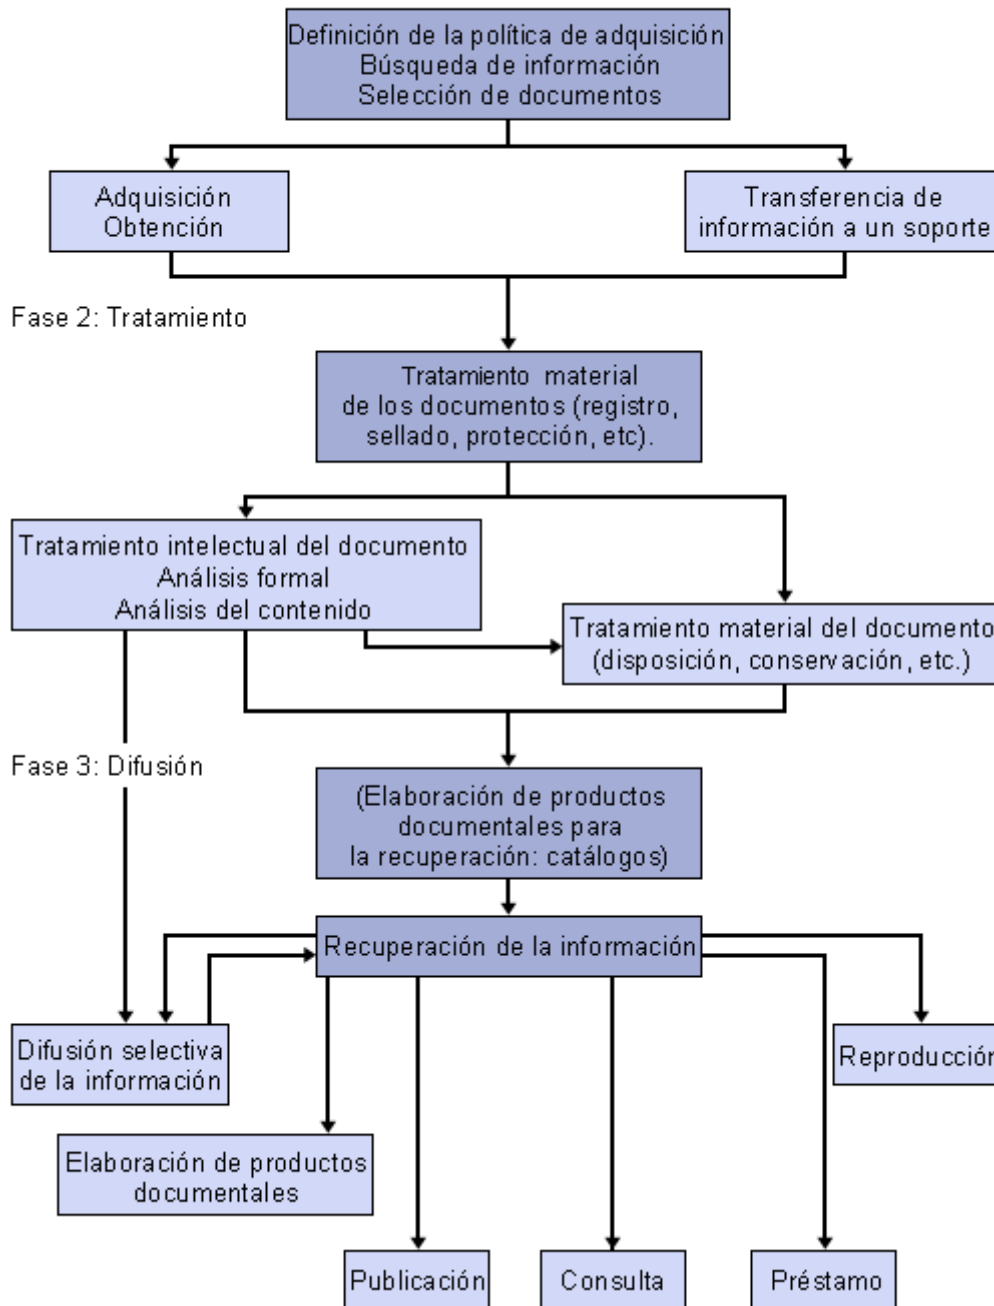 Definición de la política de adquisición
Búsqueda de información
Selección de documentos
Adquisición
Obtención
Transferencia de
información a un soporte
Fase 2: Tratamiento
Tratamiento material
de los documentos (registro,
sellado, protección, etc).
Tratamiento intelectual del documento
Análisis formal
Análisis del contenido
Tratamiento material del documento
(disposición, conservación, etc.)
Fase 3: Difusión
(Elaboración de productos
documentales para
la recuperación: catálogos)
Recuperación de la información
Difusión selectiva
de la información
Reproducción
Elaboración de productos
documentales
Publicación
Consulta
Préstamo